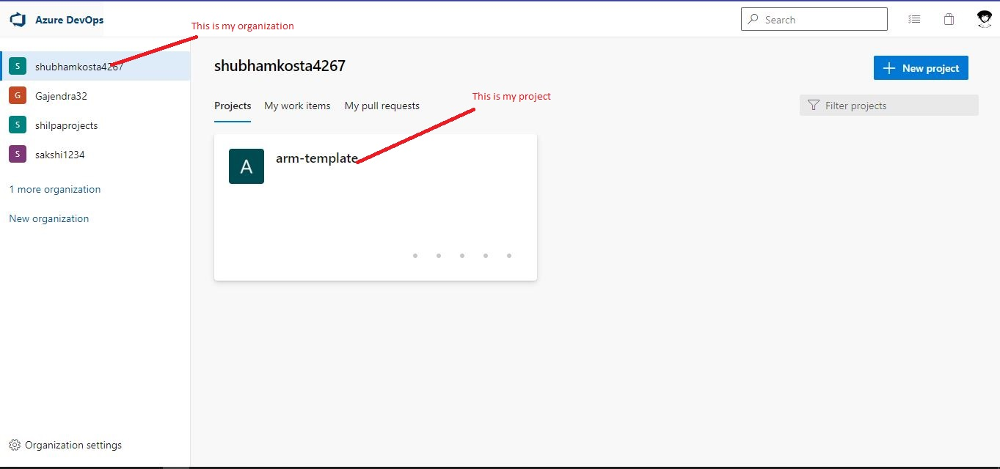 Azure DevOps
Search
This is my organization
shubhamkosta4267
New project
S shubhamkosta4267
G Gajendra32
S shilpaprojects
S sakshi1234
1 more organization
New organization
Projects My work items My pull requests
This is my project
Filter projects
A arm-template
Organization settings